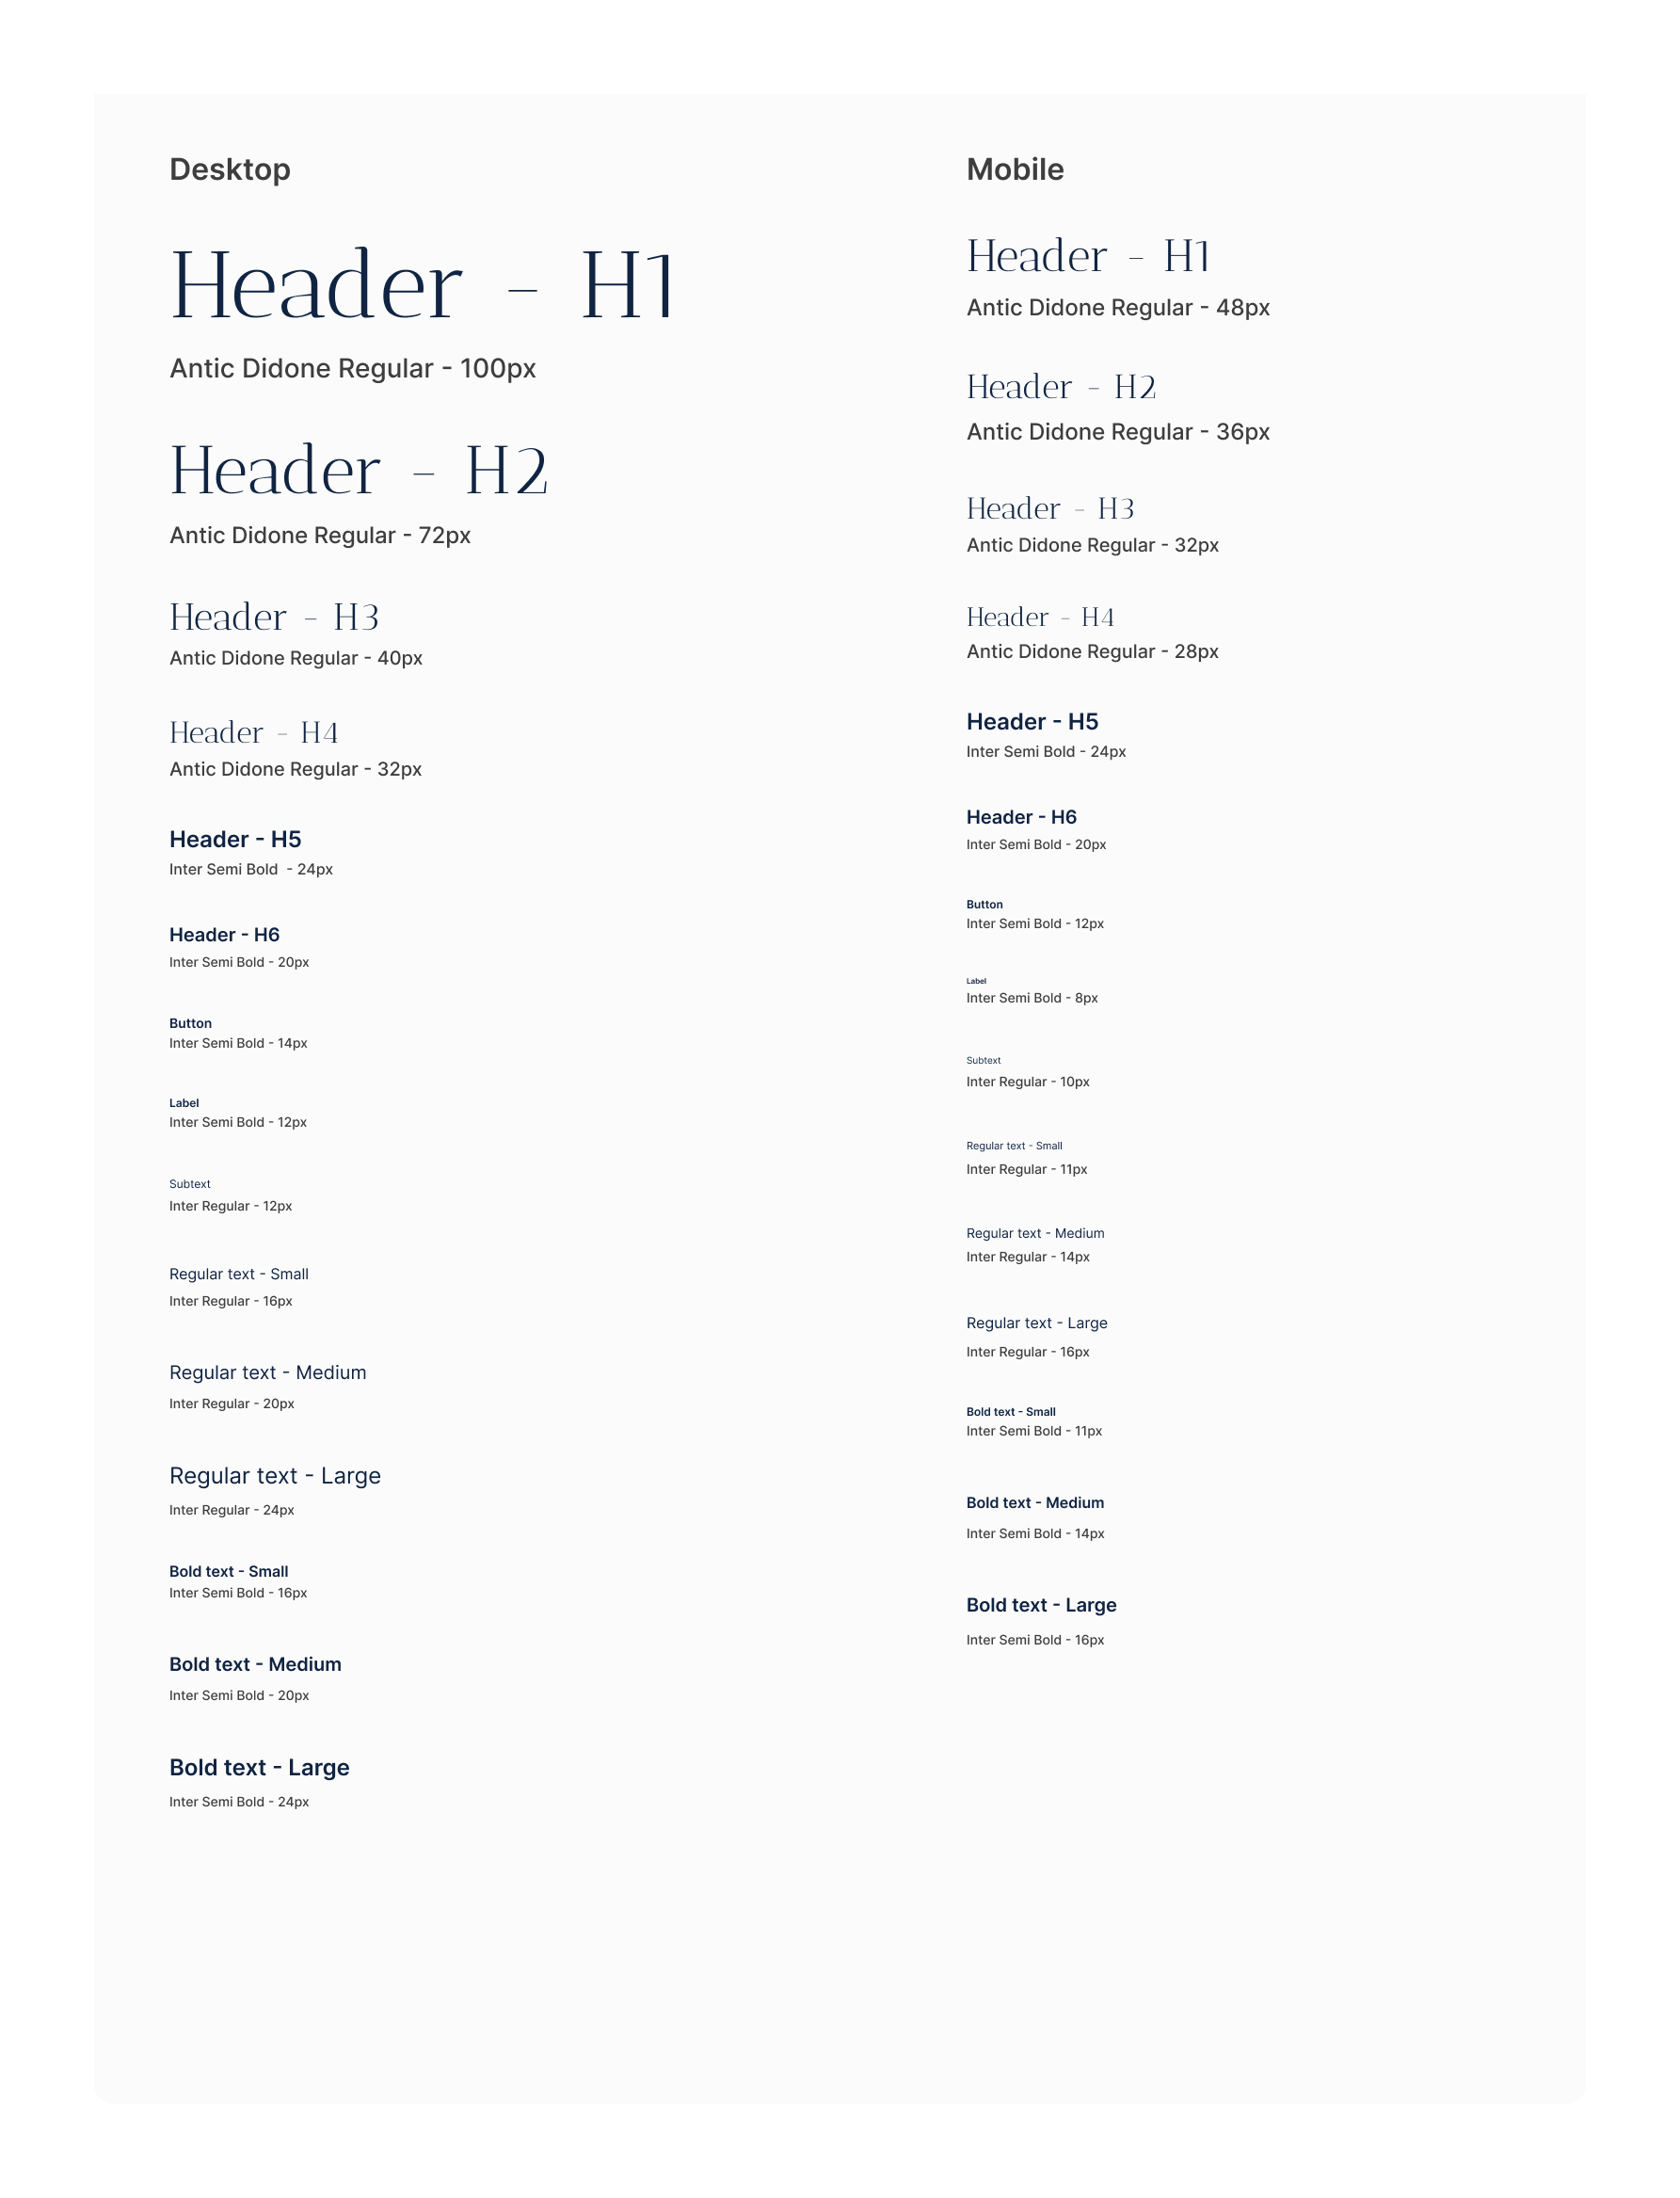 Desktop
Header - H1
Antic Didone Regular - 100px
Header - H2
Antic Didone Regular - 72px
Header - H3
Antic Didone Regular - 40px
Header - H4
Antic Didone Regular - 32px
Header - H5
Inter Semi Bold  - 24px
Header - H6
Inter Semi Bold - 20px
Button
Inter Semi Bold - 14px
Label
Inter Semi Bold - 12px
Subtext
Inter Regular - 12px
Regular text - Small
Inter Regular - 16px
Regular text - Medium
Inter Regular - 20px
Regular text - Large
Inter Regular - 24px
Bold text - Small
Inter Semi Bold - 16px
Bold text - Medium
Inter Semi Bold - 20px
Bold text - Large
Inter Semi Bold - 24px
Mobile
Header - H1
Antic Didone Regular - 48px
Header - H2
Antic Didone Regular - 36px
Header - H3
Antic Didone Regular - 32px
Header - H4
Antic Didone Regular - 28px
Header - H5
Inter Semi Bold - 24px
Header - H6
Inter Semi Bold - 20px
Button
Inter Semi Bold - 12px
Label
Inter Semi Bold - 8px
Subtext
Inter Regular - 10px
Regular text - Small
Inter Regular - 11px
Regular text - Medium
Inter Regular - 14px
Regular text - Large
Inter Regular - 16px
Bold text - Small
Inter Semi Bold - 11px
Bold text - Medium
Inter Semi Bold - 14px
Bold text - Large
Inter Semi Bold - 16px